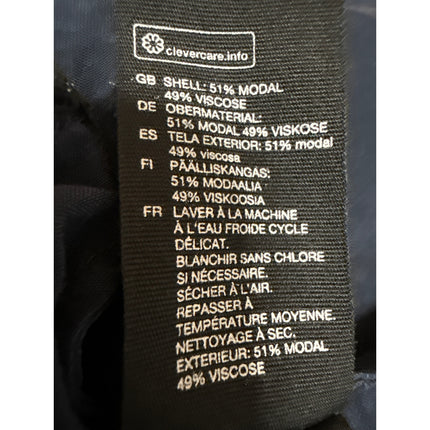 clevercare.info
GB SHELL: 51% MODAL
49% VISCOSE
DE OBERMATERIAL:
51% MODAL 49% VISKOSE
ES TELA EXTERIOR: 51% modal
49% viscosa
FI PÄÄLLISKANGAS:
51% MODAALIA
49% VISKOOSIA
FR LAVER À LA MACHINE
À L'EAU FROIDE CYCLE
DÉLICAT.
BLANCHIR SANS CHLORE
SI NÉCESSAIRE.
SÉCHER À L'AIR.
REPASSER À
TEMPÉRATURE MOYENNE.
NETTOYAGE À SEC.
EXTERIEUR: 51% MODAL
49% VISCOSE